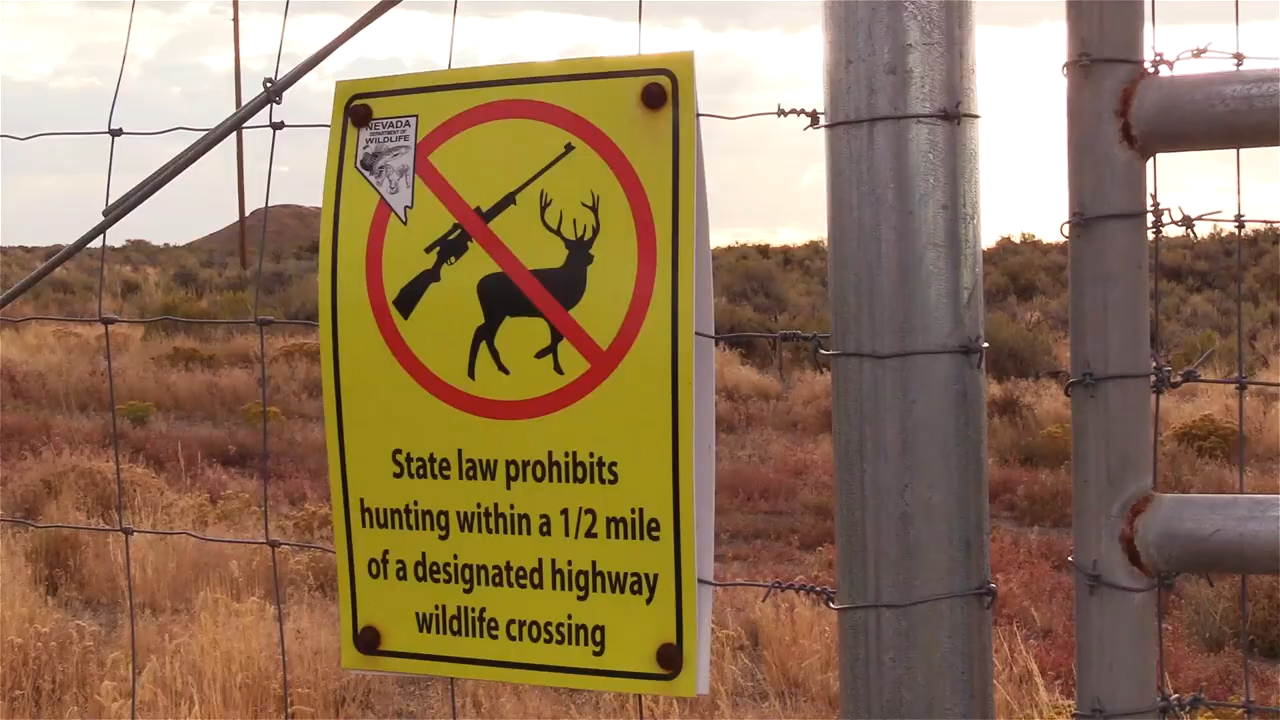 NEVADA
DEPARTMENT OF
WILDLIFE
State law prohibits
hunting within a 1/2 mile
of a designated highway
wildlife crossing